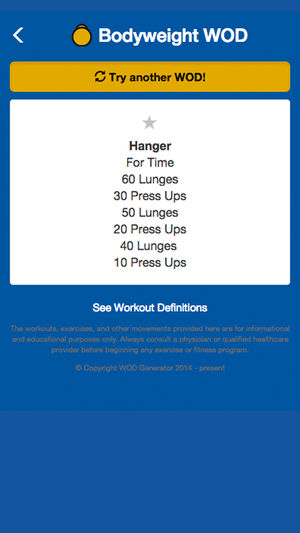 Bodyweight WOD
Try another WOD!
Hanger
For Time
60 Lunges
30 Press Ups
50 Lunges
20 Press Ups
40 Lunges
10 Press Ups
See Workout Definitions
The workouts, exercises, and other movements provided here are for informational
and educational purposes only. Always consult a physician or qualified healthcare
provider before beginning any exercise or fitness program.
© Copyright WOD Generator 2014 - present